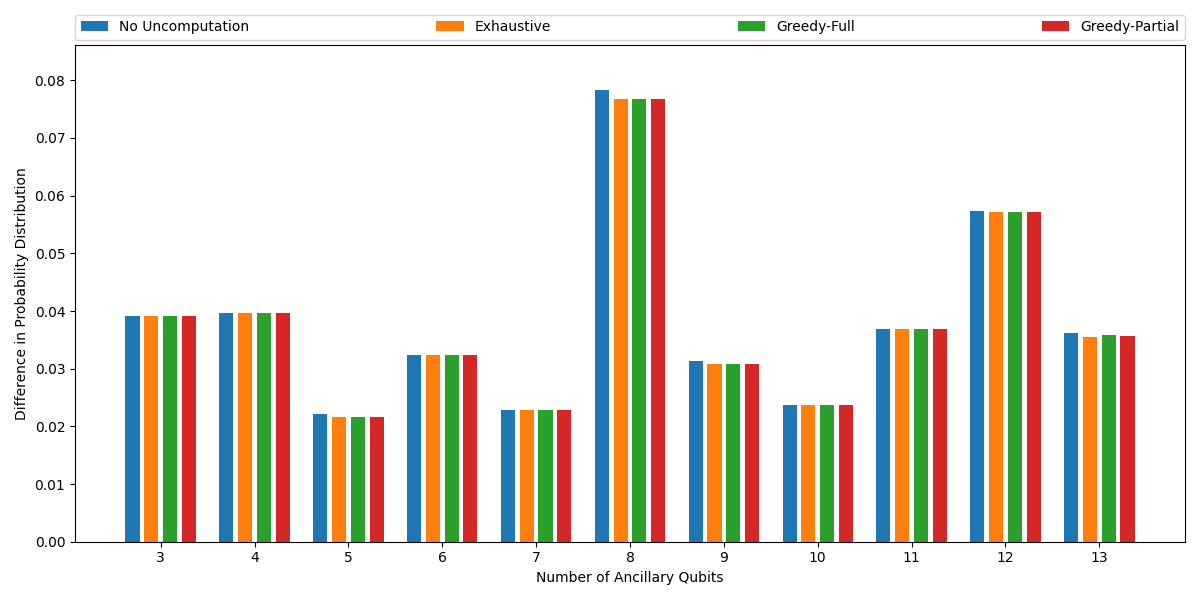 No Uncomputation Exhaustive Greedy-Full Greedy-Partial
Difference in Probability Distribution
0.08
0.07
0.06
0.05
0.04
0.03
0.02
0.01
0.00
3 4 5 6 7 8 9 10 11 12 13
Number of Ancillary Qubits